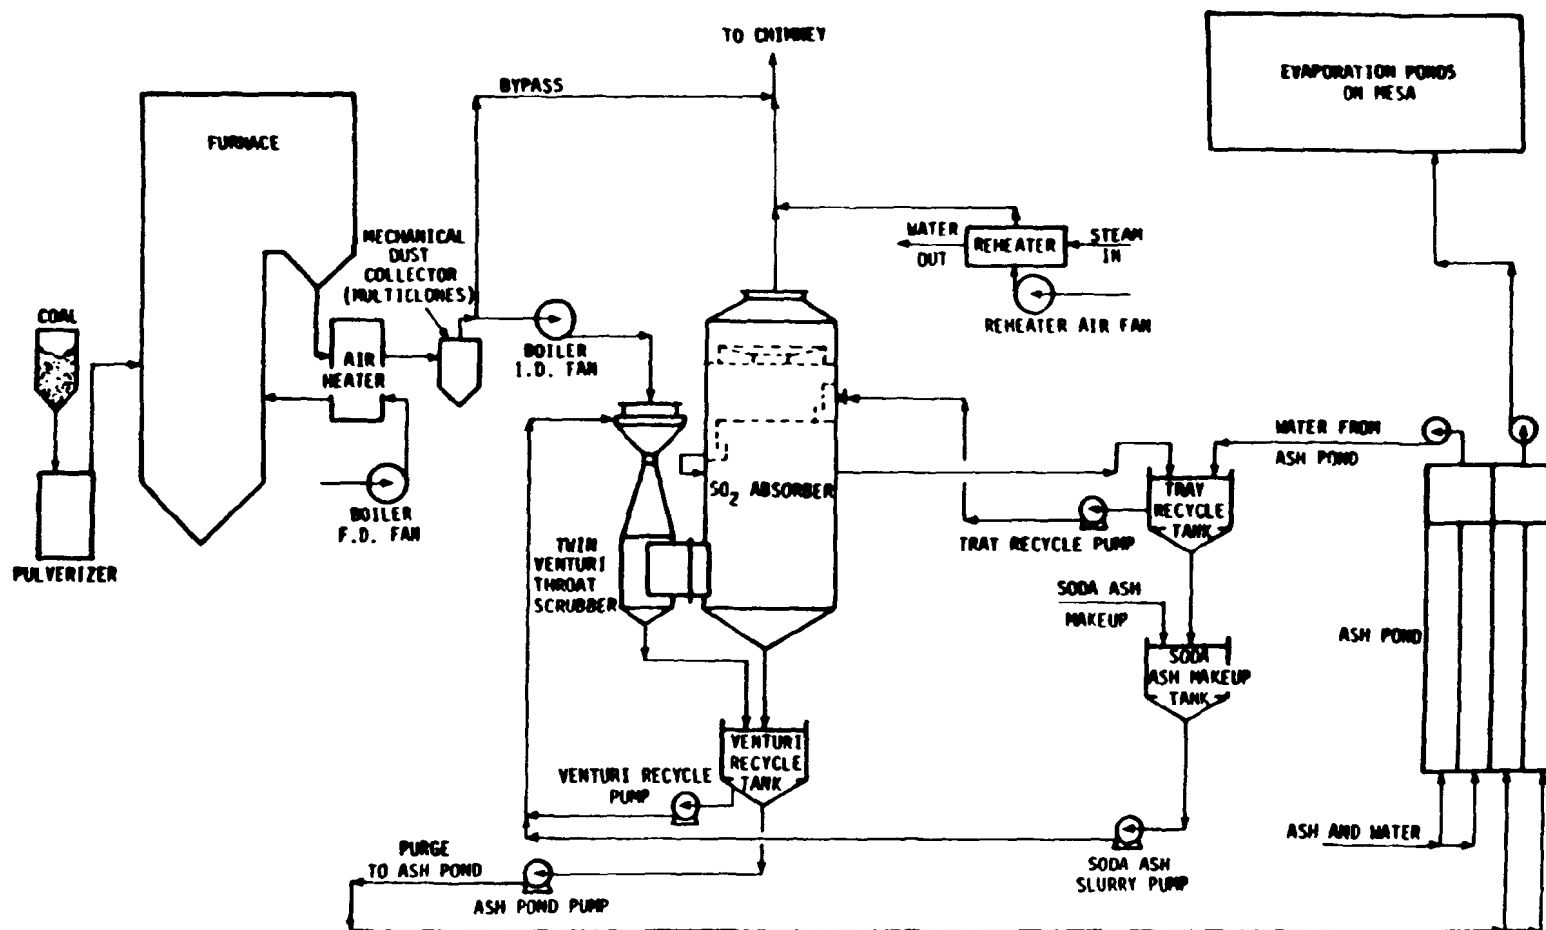 TO CHIMNEY
BYPASS
EVAPORATION PONDS
ON MESA
FURNACE
MECHANICAL
DUST
COLLECTOR
(MULTICLONES)
WATER
OUT
REHEATER
STEAM
IN
REHEATER AIR FAN
COAL
AIR
HEATER
BOILER
I.D. FAN
BOILER
F.D. FAN
PULVERIZER
SO2 ABSORBER
WATER FROM
ASH POND
TRAY
RECYCLE
TANK
TRAY RECYCLE PUMP
TWIN
VENTURI
THROAT
SCRUBBER
SODA ASH
MAKEUP
SODA
ASH MAKEUP
TANK
ASH POND
VENTURI
RECYCLE
TANK
VENTURI RECYCLE
PUMP
ASH AND WATER
SODA ASH
SLURRY PUMP
PURGE
TO ASH POND
ASH POND PUMP